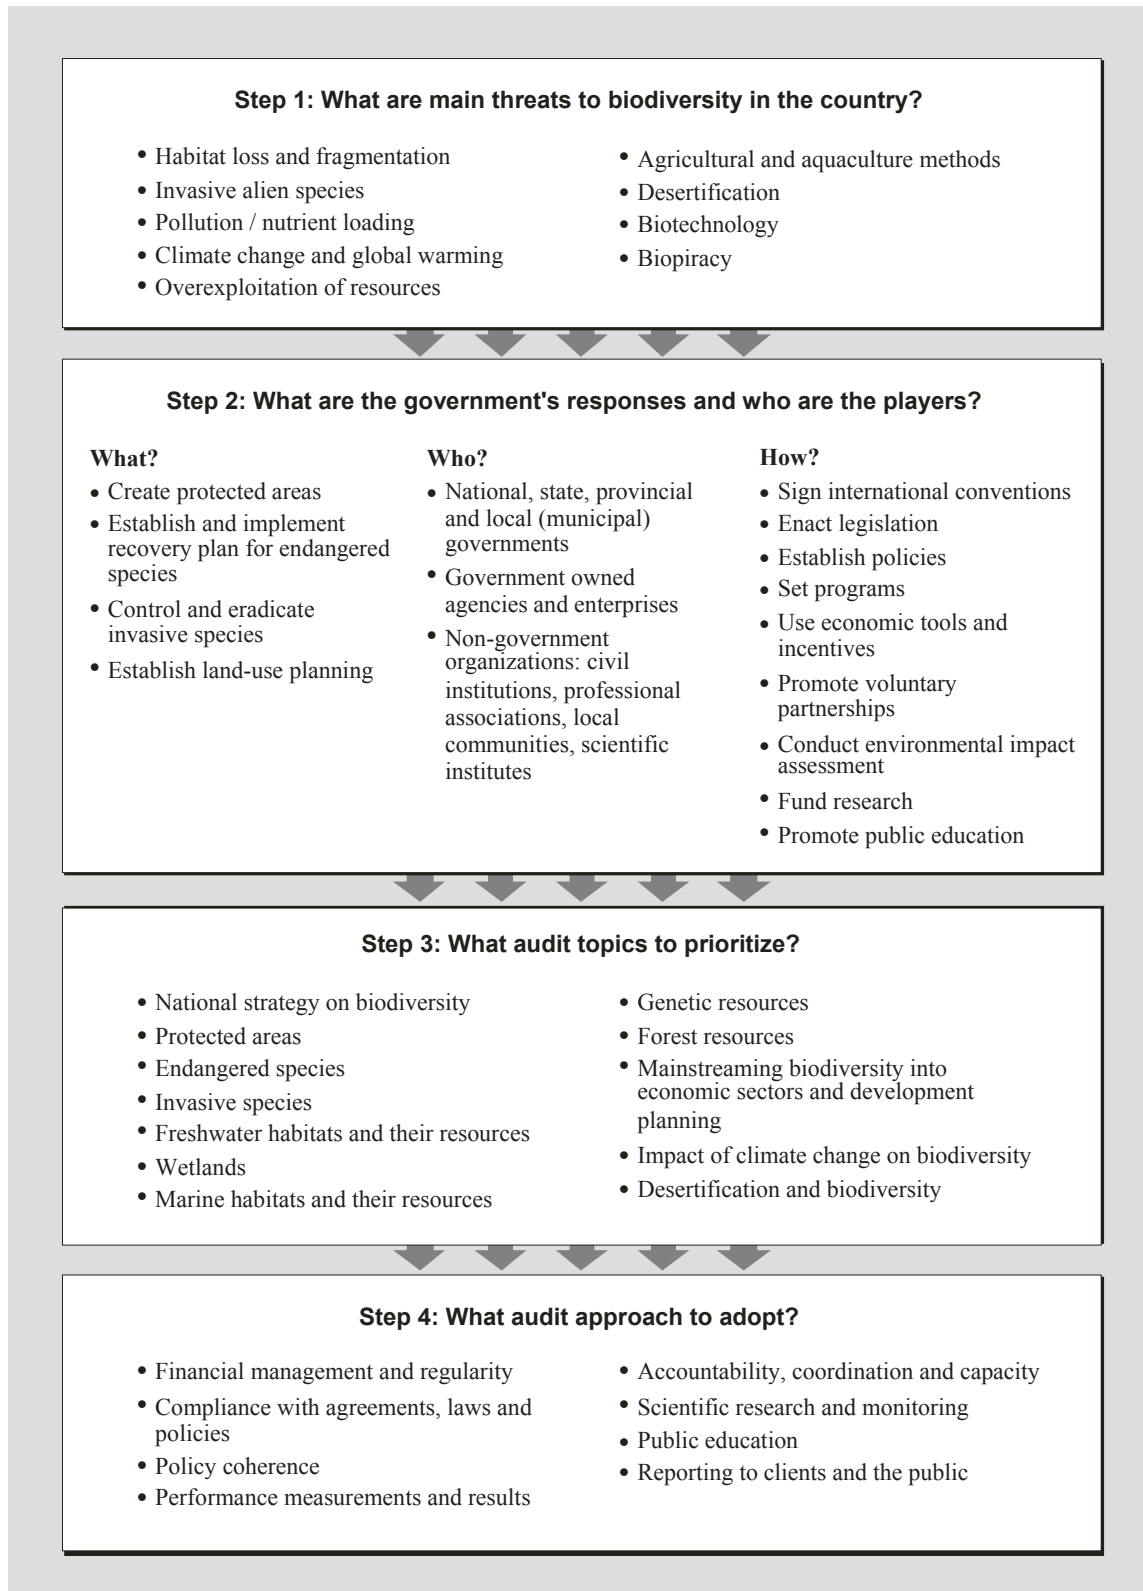 Step 1: What are main threats to biodiversity in the country?
• Habitat loss and fragmentation
• Invasive alien species
• Pollution / nutrient loading
• Climate change and global warming
• Overexploitation of resources
• Agricultural and aquaculture methods
• Desertification
• Biotechnology
• Biopiracy
Step 2: What are the government's responses and who are the players?
What?
• Create protected areas
• Establish and implement
recovery plan for endangered
species
• Control and eradicate
invasive species
• Establish land-use planning
Who?
• National, state, provincial
and local (municipal)
governments
• Government owned
agencies and enterprises
• Non-government
organizations: civil
institutions, professional
associations, local
communities, scientific
institutes
How?
• Sign international conventions
• Enact legislation
• Establish policies
• Set programs
• Use economic tools and
incentives
• Promote voluntary
partnerships
• Conduct environmental impact
assessment
• Fund research
• Promote public education
Step 3: What audit topics to prioritize?
• National strategy on biodiversity
• Protected areas
• Endangered species
• Invasive species
• Freshwater habitats and their resources
• Wetlands
• Marine habitats and their resources
• Genetic resources
• Forest resources
• Mainstreaming biodiversity into
economic sectors and development
planning
• Impact of climate change on biodiversity
• Desertification and biodiversity
Step 4: What audit approach to adopt?
• Financial management and regularity
• Compliance with agreements, laws and
policies
• Policy coherence
• Performance measurements and results
• Accountability, coordination and capacity
• Scientific research and monitoring
• Public education
• Reporting to clients and the public